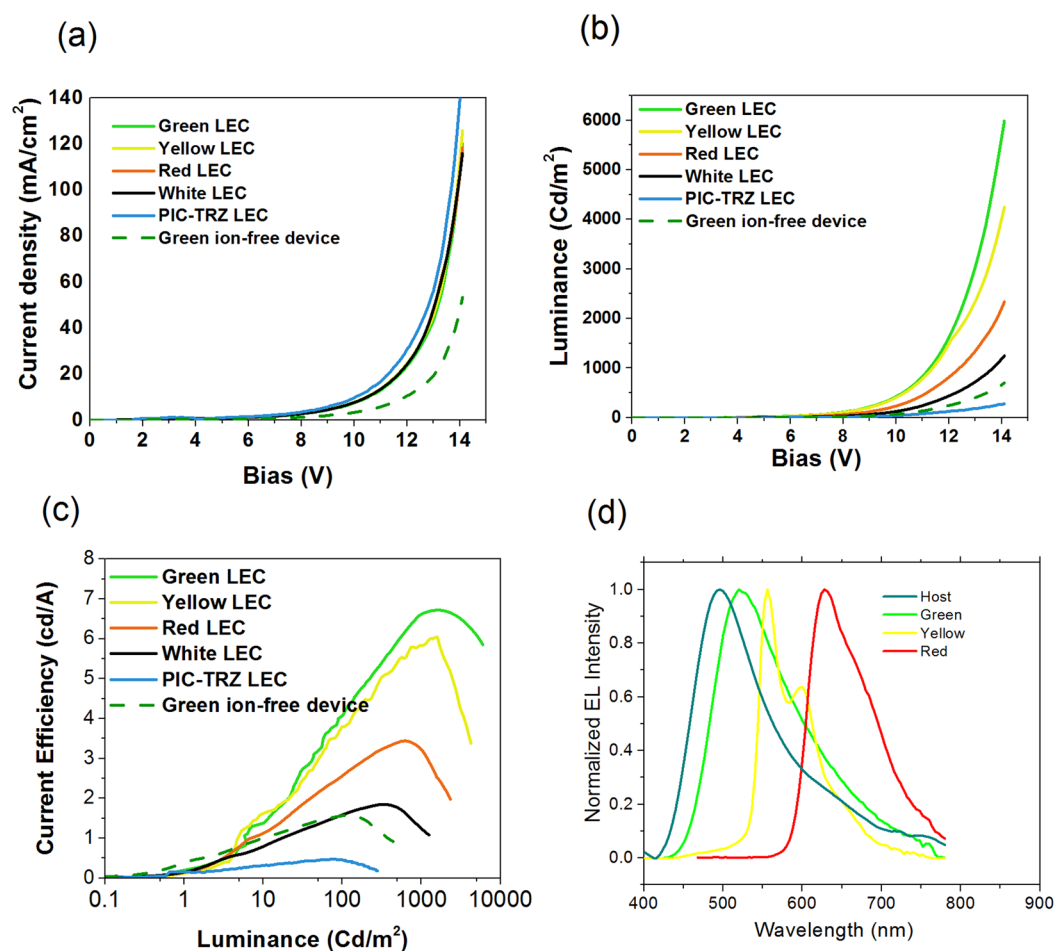 (a)
Current density (mA/cm²)
140
120
100
80
60
40
20
0
Green LEC
Yellow LEC
Red LEC
White LEC
PIC-TRZ LEC
Green ion-free device
0 2 4 6 8 10 12 14
Bias (V)
(b)
Luminance (Cd/m²)
6000
5000
4000
3000
2000
1000
0
Green LEC
Yellow LEC
Red LEC
White LEC
PIC-TRZ LEC
Green ion-free device
0 2 4 6 8 10 12 14
Bias (V)
(c)
Current Efficiency (cd/A)
8
7
6
5
4
3
2
1
0
Green LEC
Yellow LEC
Red LEC
White LEC
PIC-TRZ LEC
Green ion-free device
0.1 1 10 100 1000 10000
Luminance (Cd/m²)
(d)
Normalized EL Intensity
1.0
0.8
0.6
0.4
0.2
0.0
Host
Green
Yellow
Red
400 500 600 700 800 900
Wavelength (nm)